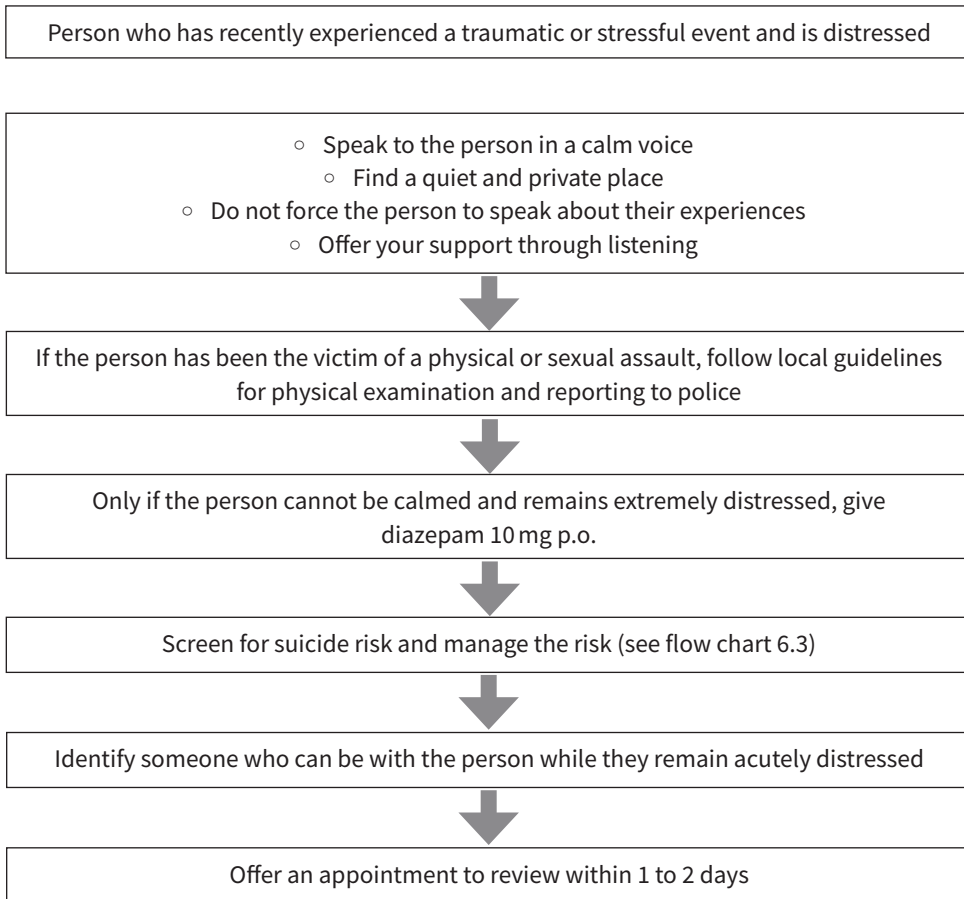 Person who has recently experienced a traumatic or stressful event and is distressed
○ Speak to the person in a calm voice
○ Find a quiet and private place
○ Do not force the person to speak about their experiences
○ Offer your support through listening
If the person has been the victim of a physical or sexual assault, follow local guidelines
for physical examination and reporting to police
Only if the person cannot be calmed and remains extremely distressed, give
diazepam 10 mg p.o.
Screen for suicide risk and manage the risk (see flow chart 6.3)
Identify someone who can be with the person while they remain acutely distressed
Offer an appointment to review within 1 to 2 days